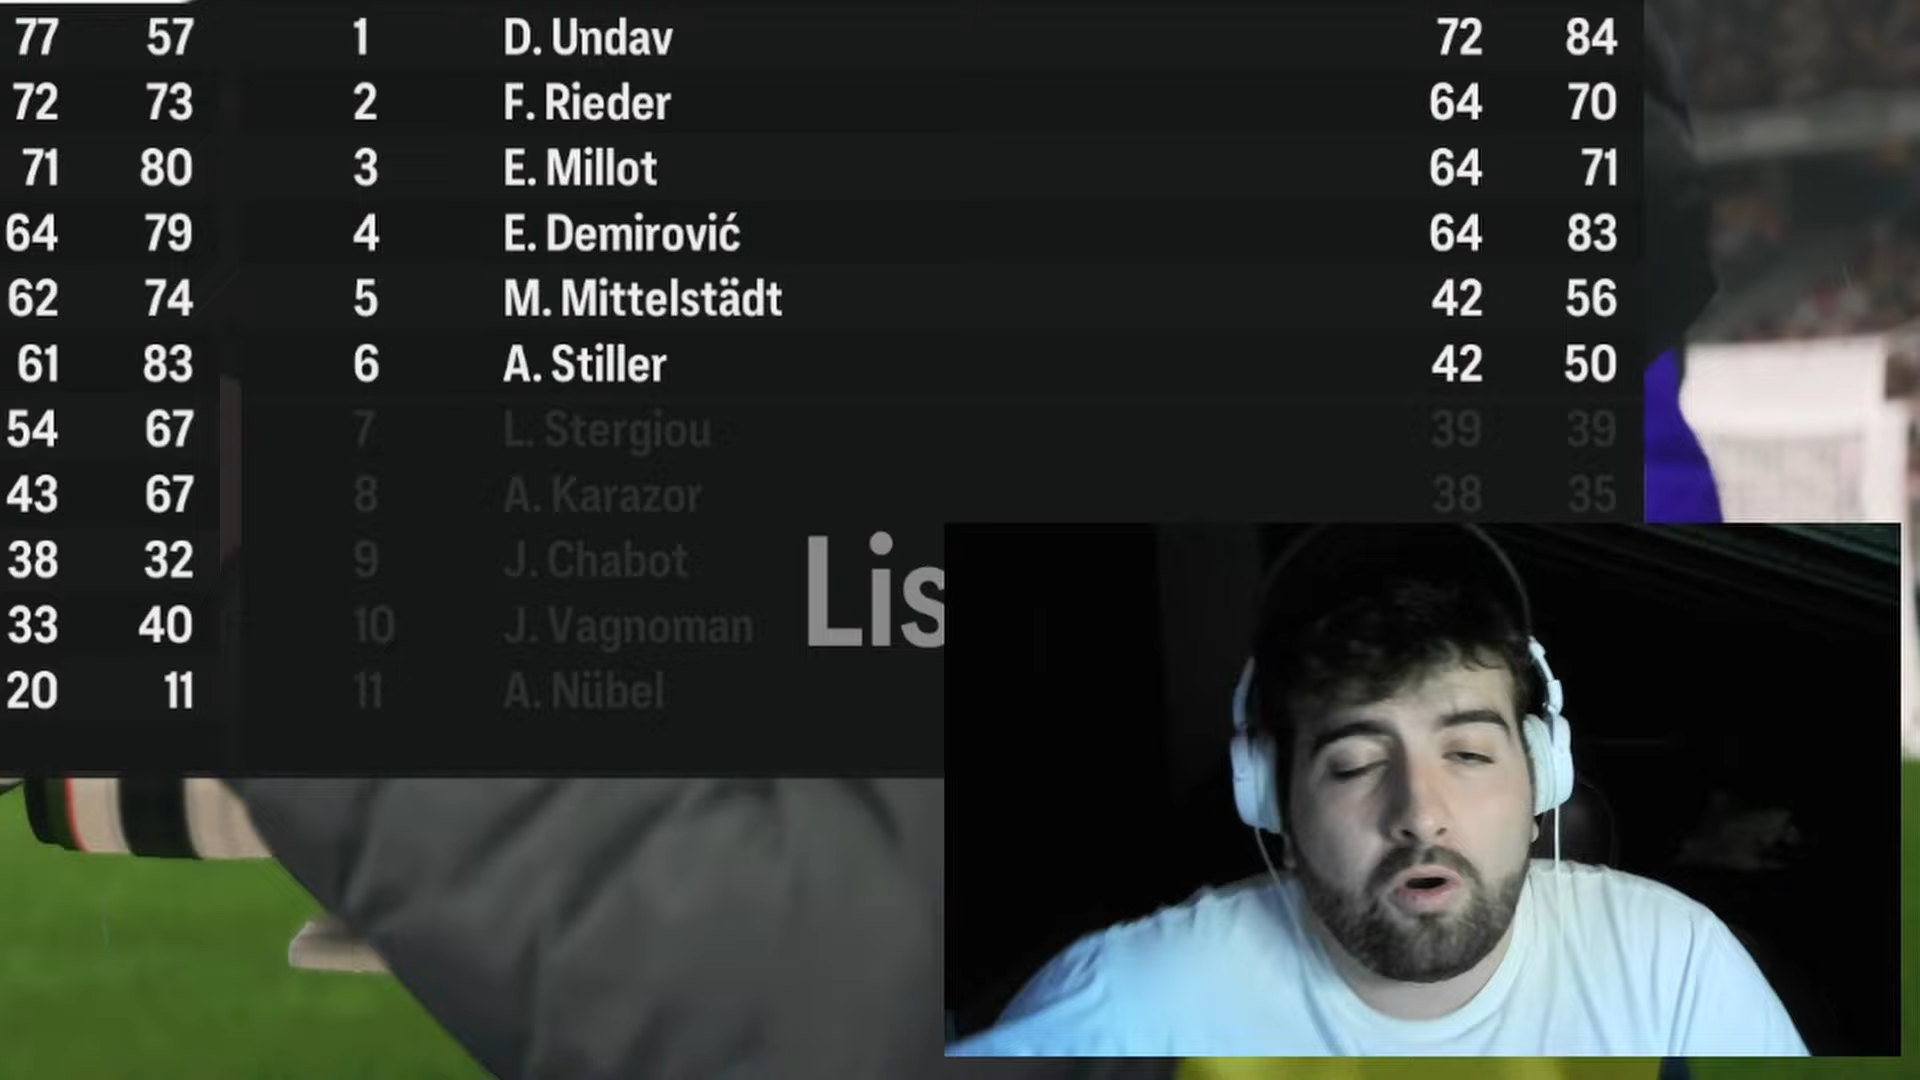 77 57 1 D. Undav 72 84
72 73 2 F. Rieder 64 70
71 80 3 E. Millot 64 71
64 79 4 E. Demirović 64 83
62 74 5 M. Mittelstädt 42 56
61 83 6 A. Stiller 42 50
54 67 7 L. Stergiou 39 39
43 67 8 A. Karazor 38 35
38 32 9 J. Chabot
Lis
33 40 10 J. Vagnoman
20 11 11 A. Nübel